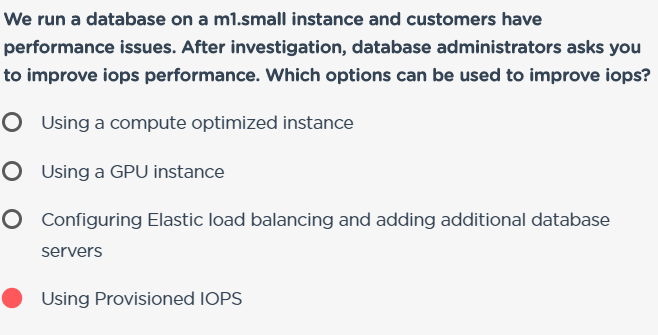 We run a database on a m1.small instance and customers have
performance issues. After investigation, database administrators asks you
to improve iops performance. Which options can be used to improve iops?
Using a compute optimized instance
Using a GPU instance
Configuring Elastic load balancing and adding additional database
servers
Using Provisioned IOPS